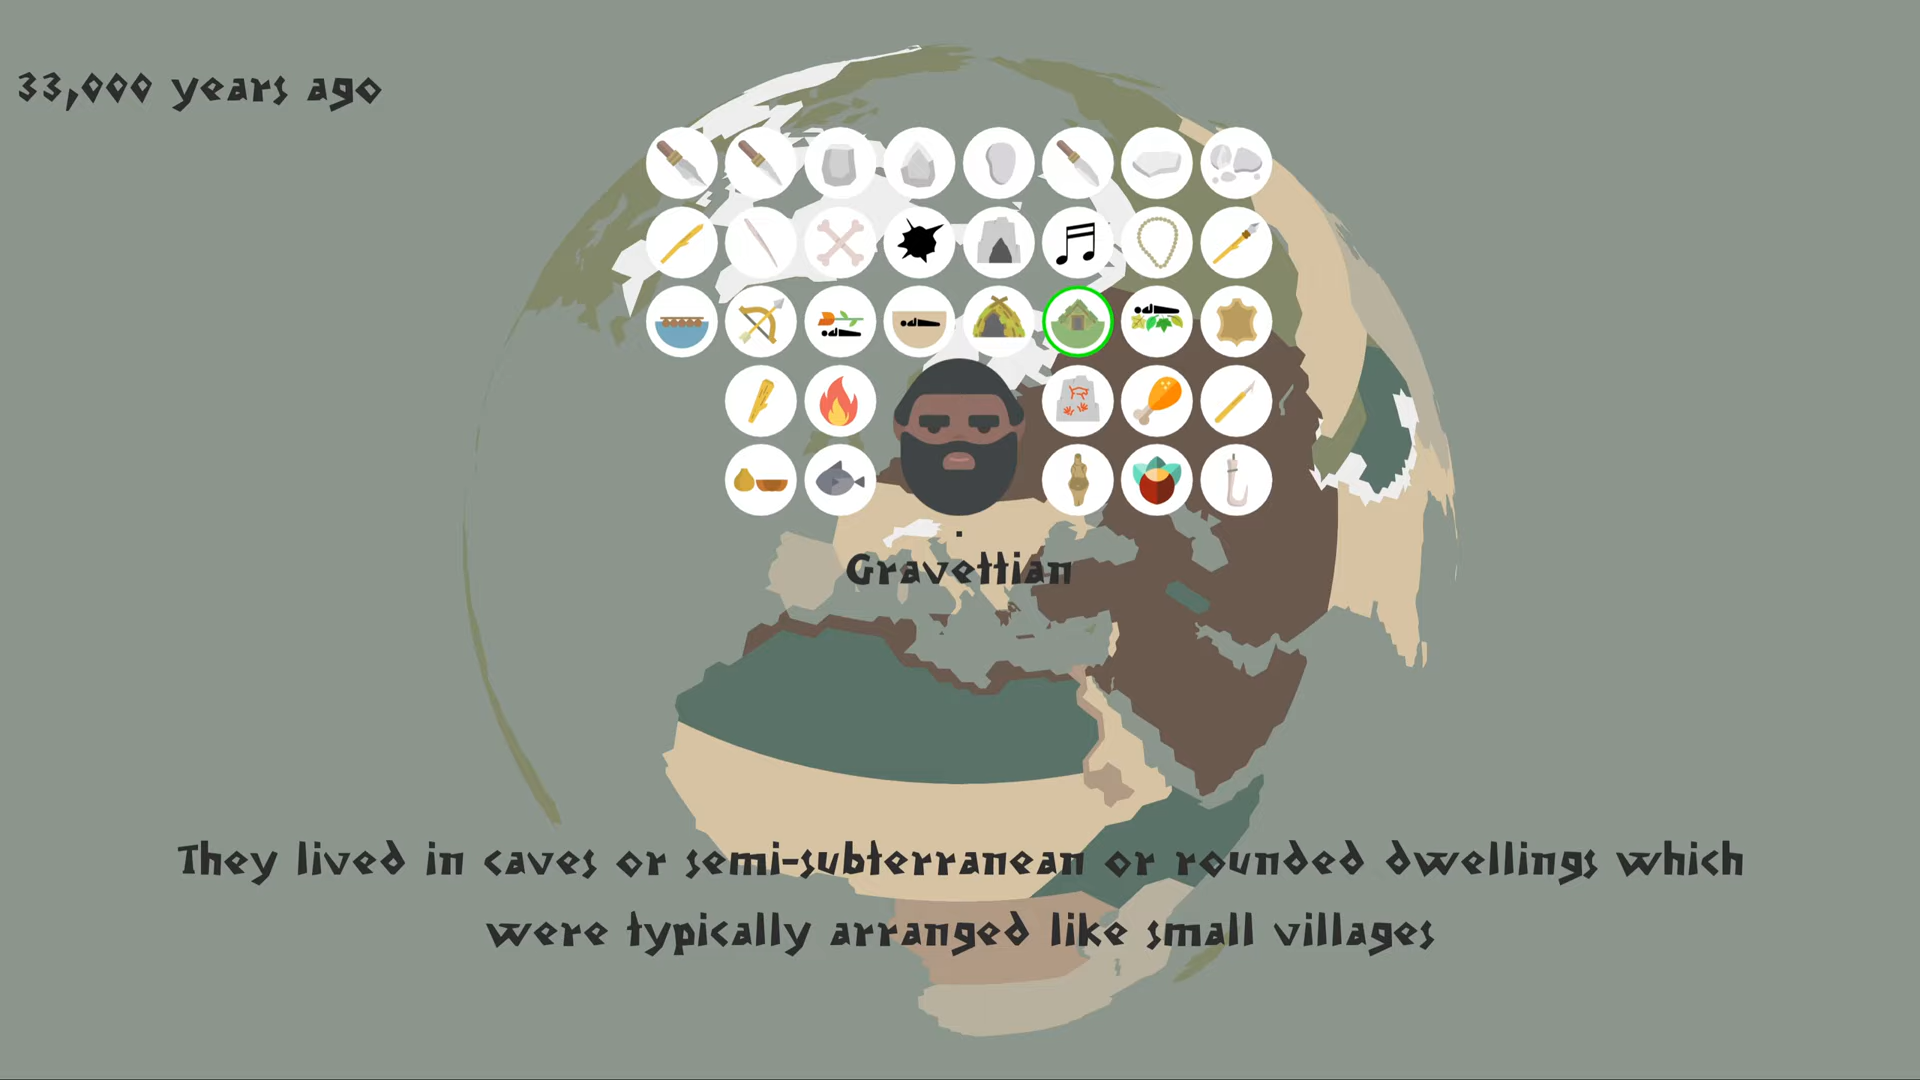 33,000 years ago
Gravettian
They lived in caves or semi-subterranean or rounded dwellings which
were typically arranged like small villages